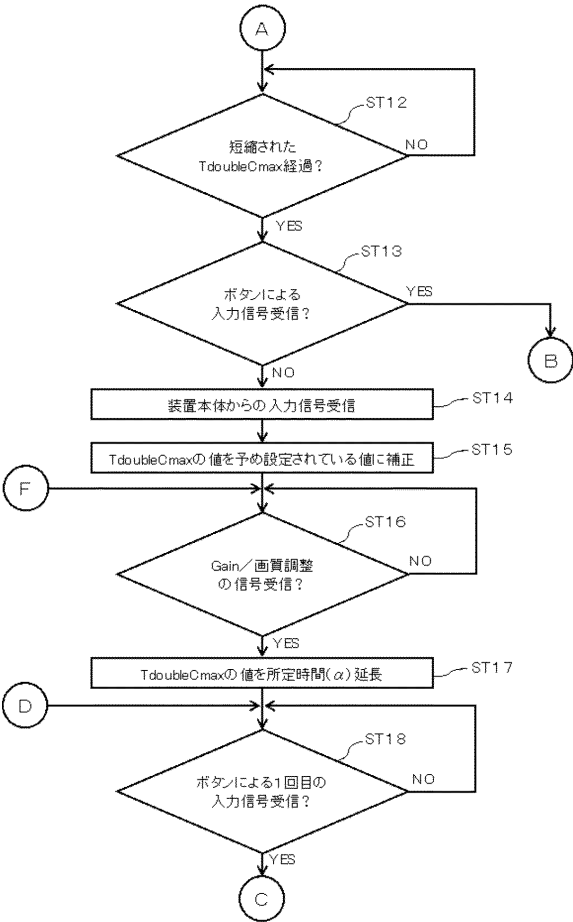 A
ST12
短縮された
TdoubleCmax経過？
NO
YES
ST13
ボタンによる
入力信号受信？
YES
B
NO
装置本体からの入力信号受信
ST14
TdoubleCmaxの値を予め設定されている値に補正
ST15
F
ST16
Gain／画質調整
の信号受信？
NO
YES
TdoubleCmaxの値を所定時間(α)延長
ST17
D
ST18
ボタンによる1回目の
入力信号受信？
NO
YES
C